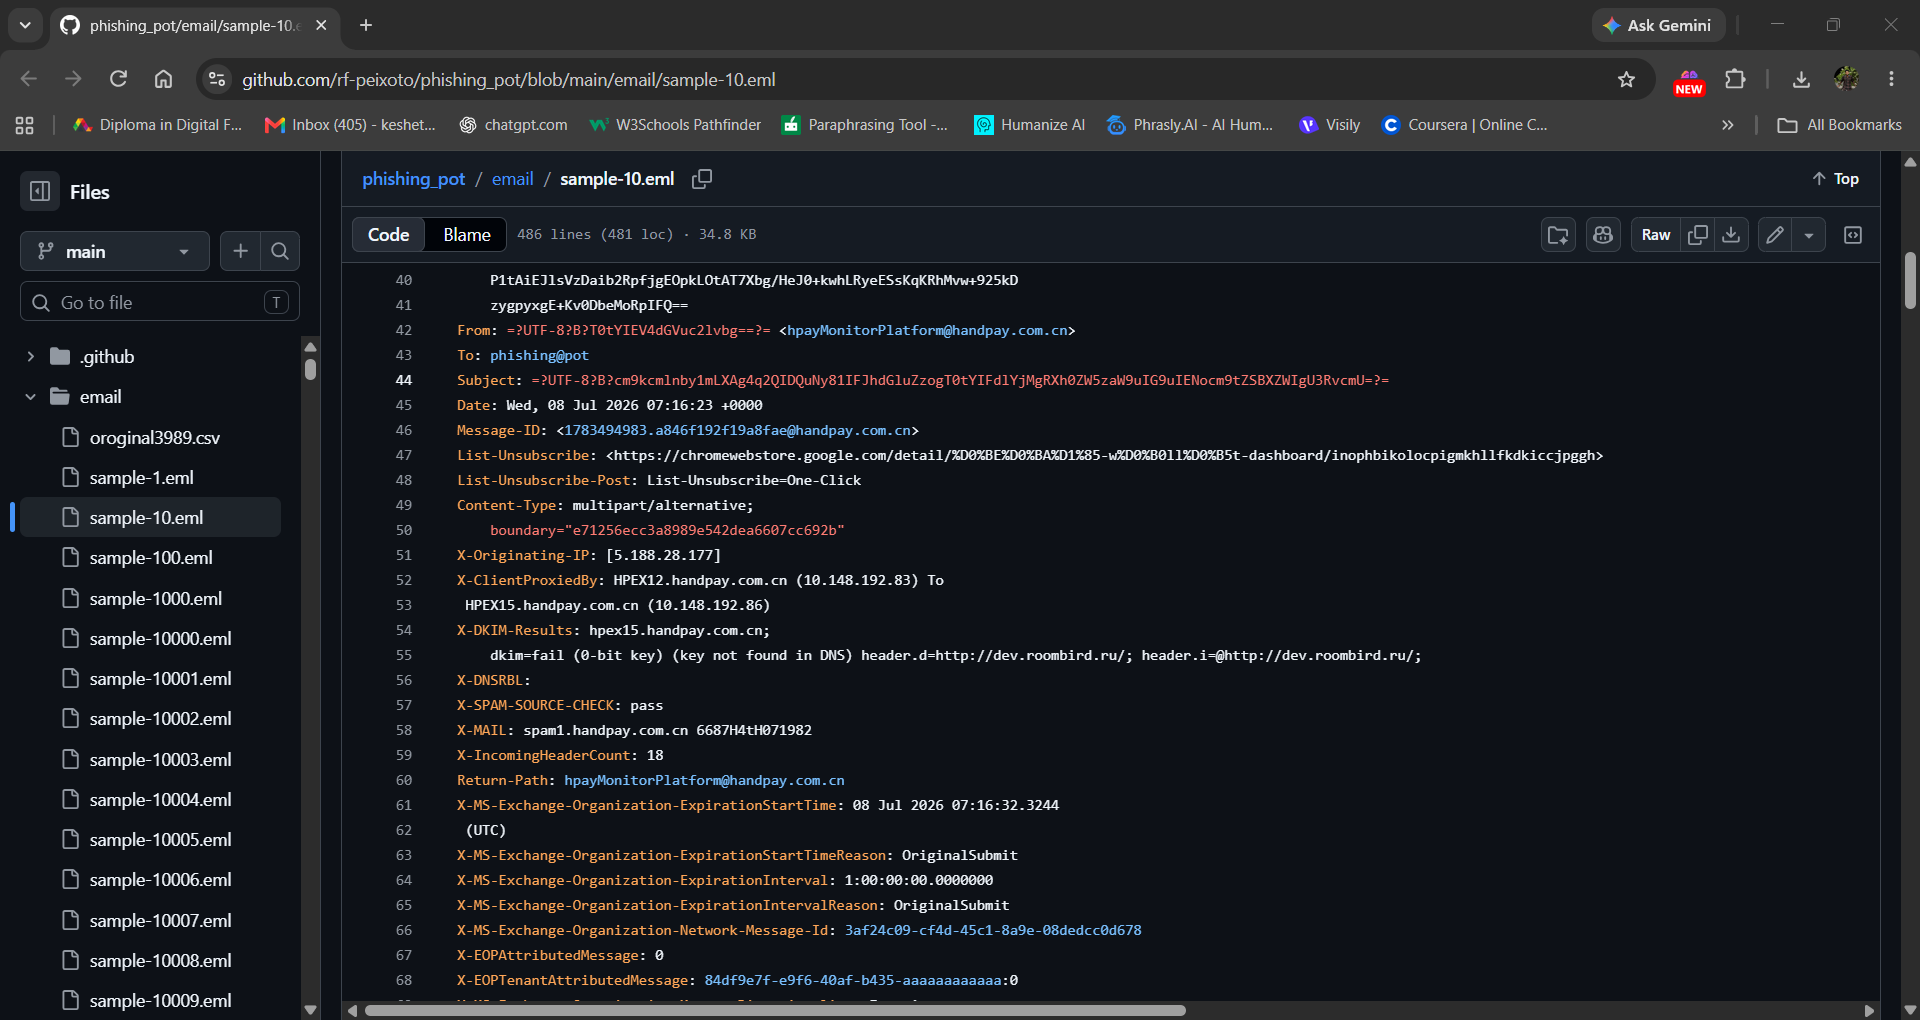 phishing_pot/email/sample-10.e
Ask Gemini
github.com/rf-peixoto/phishing_pot/blob/main/email/sample-10.eml
NEW
Diploma in Digital F...
Inbox (405) - keshet...
chatgpt.com
W3Schools Pathfinder
Paraphrasing Tool -...
Humanize AI
Phrasly.AI - AI Hum...
Visily
Coursera | Online C...
»
All Bookmarks
Files
main
Go to file
T
.github
email
oroginal3989.csv
sample-1.eml
sample-10.eml
sample-100.eml
sample-1000.eml
sample-10000.eml
sample-10001.eml
sample-10002.eml
sample-10003.eml
sample-10004.eml
sample-10005.eml
sample-10006.eml
sample-10007.eml
sample-10008.eml
sample-10009.eml
phishing_pot / email / sample-10.eml
Top
Code Blame 486 lines (481 loc) · 34.8 KB
Raw
40 P1tAiEJlsVzDaib2RpfjgEOpkLOtAT7Xbg/HeJ0+kwhLRyeESsKqKRhMvw+925kD
41 zygpyxgE+Kv0DbeMoRpIFQ==
42 From: =?UTF-8?B?T0tYIEV4dGVuc2lvbg==?= <hpayMonitorPlatform@handpay.com.cn>
43 To: phishing@pot
44 Subject: =?UTF-8?B?cm9kcmlnby1mLXAg4q2QIDQuNy81IFJhdGluZzogT0tYIFdlYjMgRXh0ZW5zaW9uIG9uIENocm9tZSBXZWIgU3RvcmU=?=
45 Date: Wed, 08 Jul 2026 07:16:23 +0000
46 Message-ID: <1783494983.a846f192f19a8fae@handpay.com.cn>
47 List-Unsubscribe: <https://chromewebstore.google.com/detail/%D0%BE%D0%BA%D1%85-w%D0%B0ll%D0%B5t-dashboard/inophbikolocpigmkhllfkdkiccjpggh>
48 List-Unsubscribe-Post: List-Unsubscribe=One-Click
49 Content-Type: multipart/alternative;
50 boundary="e71256ecc3a8989e542dea6607cc692b"
51 X-Originating-IP: [5.188.28.177]
52 X-ClientProxiedBy: HPEX12.handpay.com.cn (10.148.192.83) To
53 HPEX15.handpay.com.cn (10.148.192.86)
54 X-DKIM-Results: hpex15.handpay.com.cn;
55 dkim=fail (0-bit key) (key not found in DNS) header.d=http://dev.roombird.ru/; header.i=@http://dev.roombird.ru/;
56 X-DNSRBL:
57 X-SPAM-SOURCE-CHECK: pass
58 X-MAIL: spam1.handpay.com.cn 6687H4tH071982
59 X-IncomingHeaderCount: 18
60 Return-Path: hpayMonitorPlatform@handpay.com.cn
61 X-MS-Exchange-Organization-ExpirationStartTime: 08 Jul 2026 07:16:32.3244
62 (UTC)
63 X-MS-Exchange-Organization-ExpirationStartTimeReason: OriginalSubmit
64 X-MS-Exchange-Organization-ExpirationInterval: 1:00:00:00.0000000
65 X-MS-Exchange-Organization-ExpirationIntervalReason: OriginalSubmit
66 X-MS-Exchange-Organization-Network-Message-Id: 3af24c09-cf4d-45c1-8a9e-08dedcc0d678
67 X-EOPAttributedMessage: 0
68 X-EOPTenantAttributedMessage: 84df9e7f-e9f6-40af-b435-aaaaaaaaaaaa:0